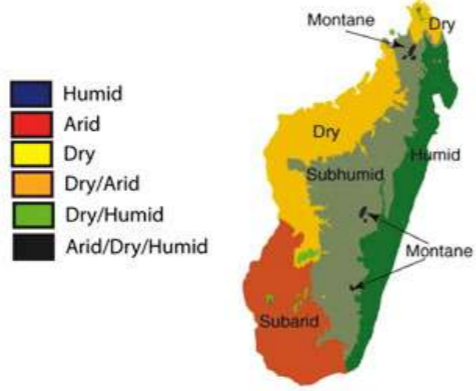 Humid
Arid
Dry
Dry/Arid
Dry/Humid
Arid/Dry/Humid
Montane
Dry
Dry
Humid
Subhumid
Montane
Subarid